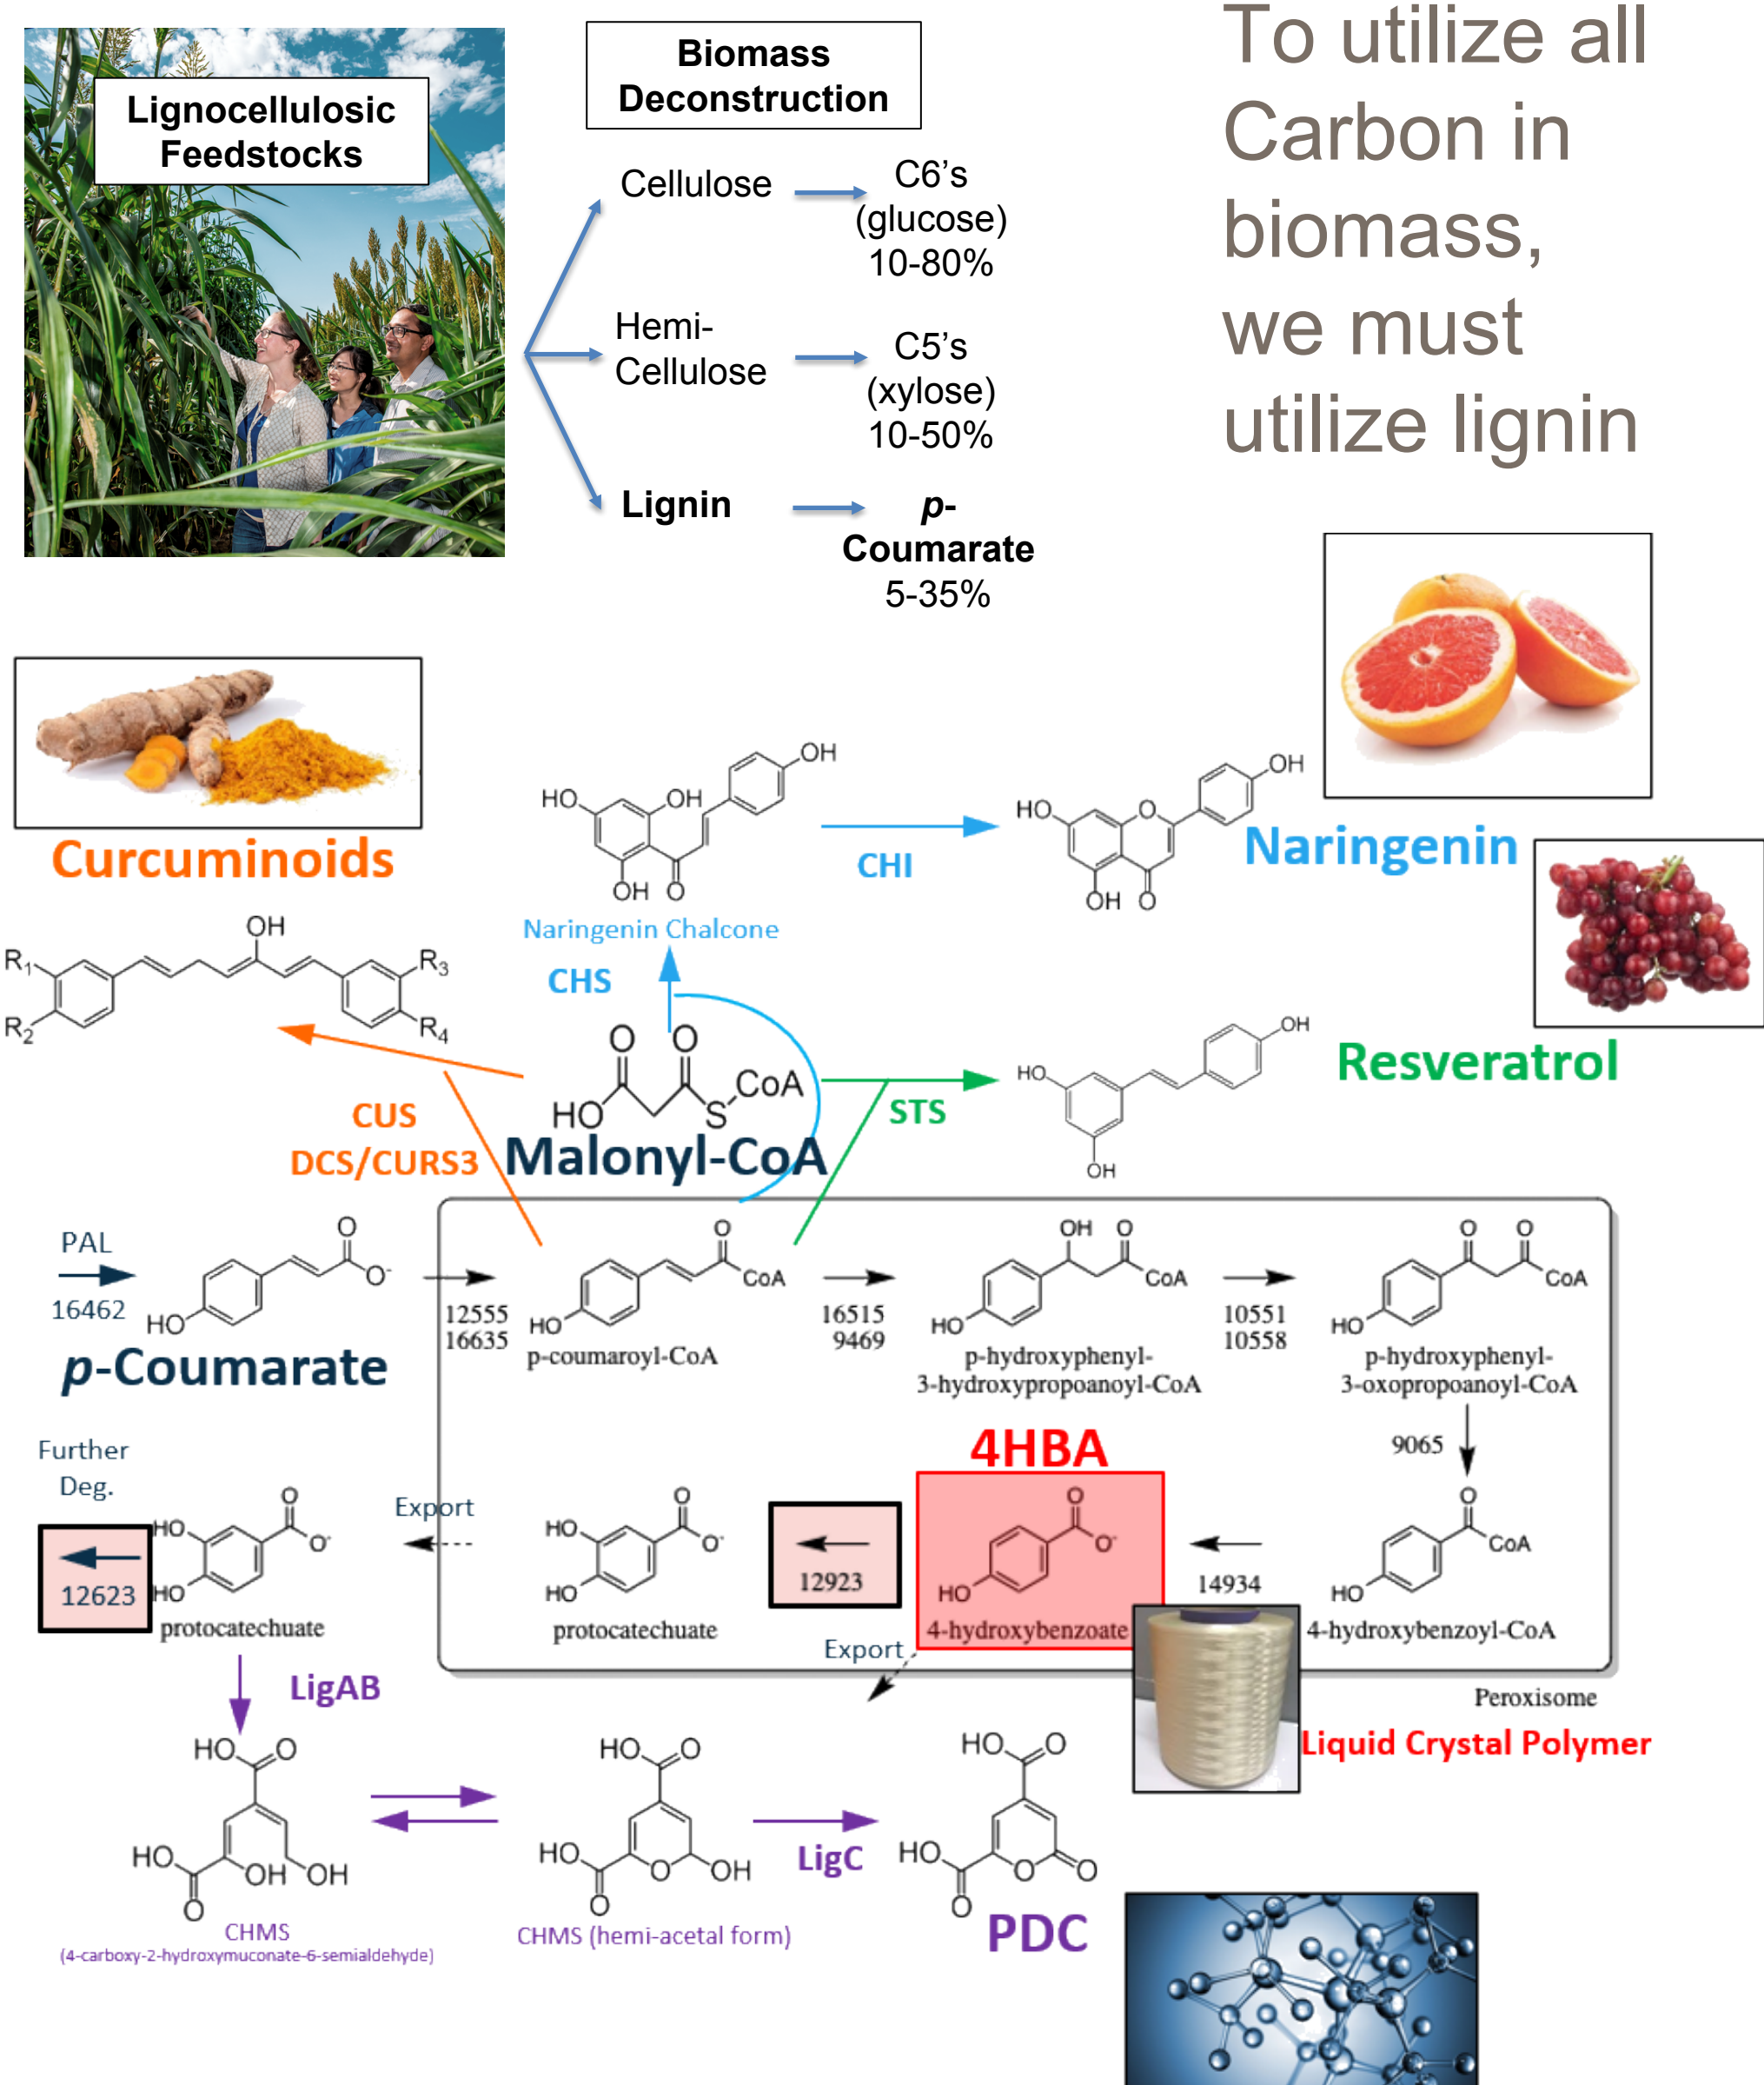 To utilize all
Carbon in
biomass,
we must
utilize lignin
Lignocellulosic
Feedstocks
Biomass
Deconstruction
Cellulose
C6's
(glucose)
10-80%
Hemi-
Cellulose
C5's
(xylose)
10-50%
Lignin
p-
Coumarate
5-35%
Curcuminoids
OH
R1
R3
R2
R4
OH
HO
OH
OH O
Naringenin Chalcone
CHI
OH
HO
O
OH O
Naringenin
CHS
O O
HO
S
CoA
Malonyl-CoA
CUS
DCS/CURS3
STS
OH
HO
OH
Resveratrol
PAL
16462
O
O-
HO
p-Coumarate
12555
16635
O
CoA
HO
p-coumaroyl-CoA
16515
9469
OH O
CoA
HO
p-hydroxyphenyl-
3-hydroxypropoanoyl-CoA
10551
10558
O O
CoA
HO
p-hydroxyphenyl-
3-oxopropoanoyl-CoA
9065
O
CoA
HO
4-hydroxybenzoyl-CoA
14934
4HBA
O
O-
HO
4-hydroxybenzoate
12923
O
HO
O-
HO
protocatechuate
Export
Export
Further
Deg.
12623
O
HO
O-
HO
protocatechuate
Peroxisome
Liquid Crystal Polymer
LigAB
HO O
HO
OH OH
O
CHMS
(4-carboxy-2-hydroxymuconate-6-semialdehyde)
HO O
HO
O OH
O
CHMS (hemi-acetal form)
LigC
HO O
HO
O O
O
PDC